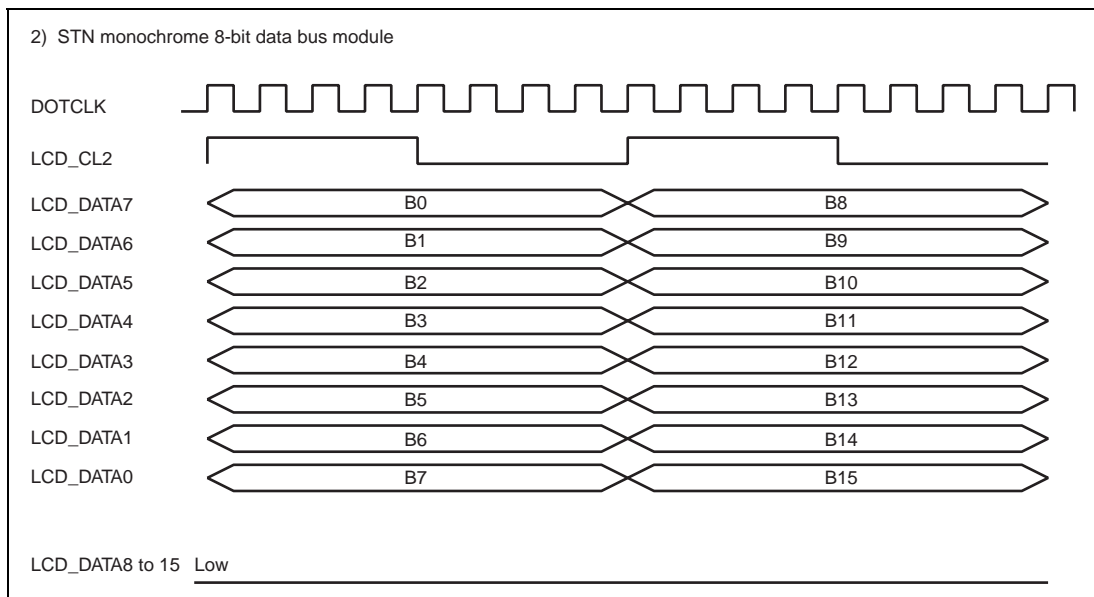 2) STN monochrome 8-bit data bus module
DOTCLK
LCD_CL2
LCD_DATA7 B0 B8
LCD_DATA6 B1 B9
LCD_DATA5 B2 B10
LCD_DATA4 B3 B11
LCD_DATA3 B4 B12
LCD_DATA2 B5 B13
LCD_DATA1 B6 B14
LCD_DATA0 B7 B15
LCD_DATA8 to 15 Low